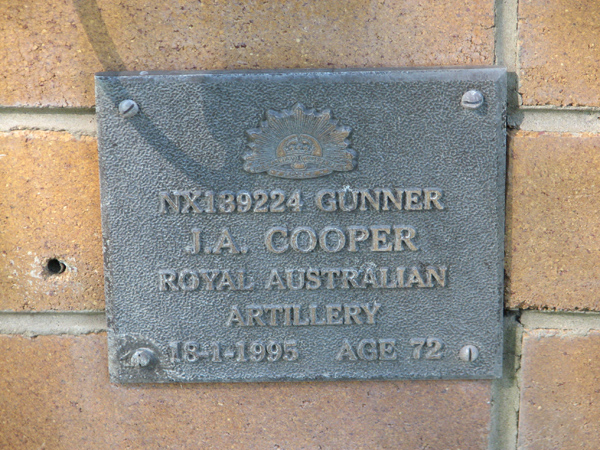 NX139224 GUNNER
J.A. COOPER
ROYAL AUSTRALIAN
ARTILLERY
18-1-1995 AGE 72